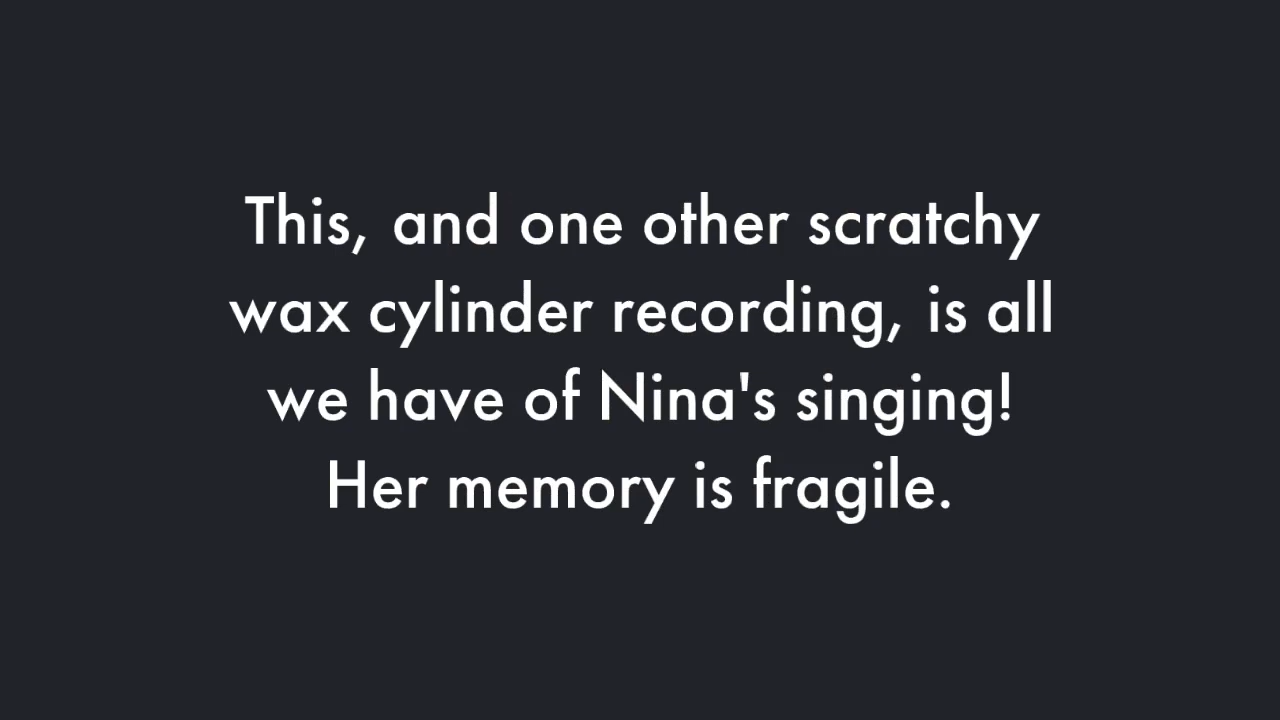 This, and one other scratchy
wax cylinder recording, is all
we have of Nina's singing!
Her memory is fragile.